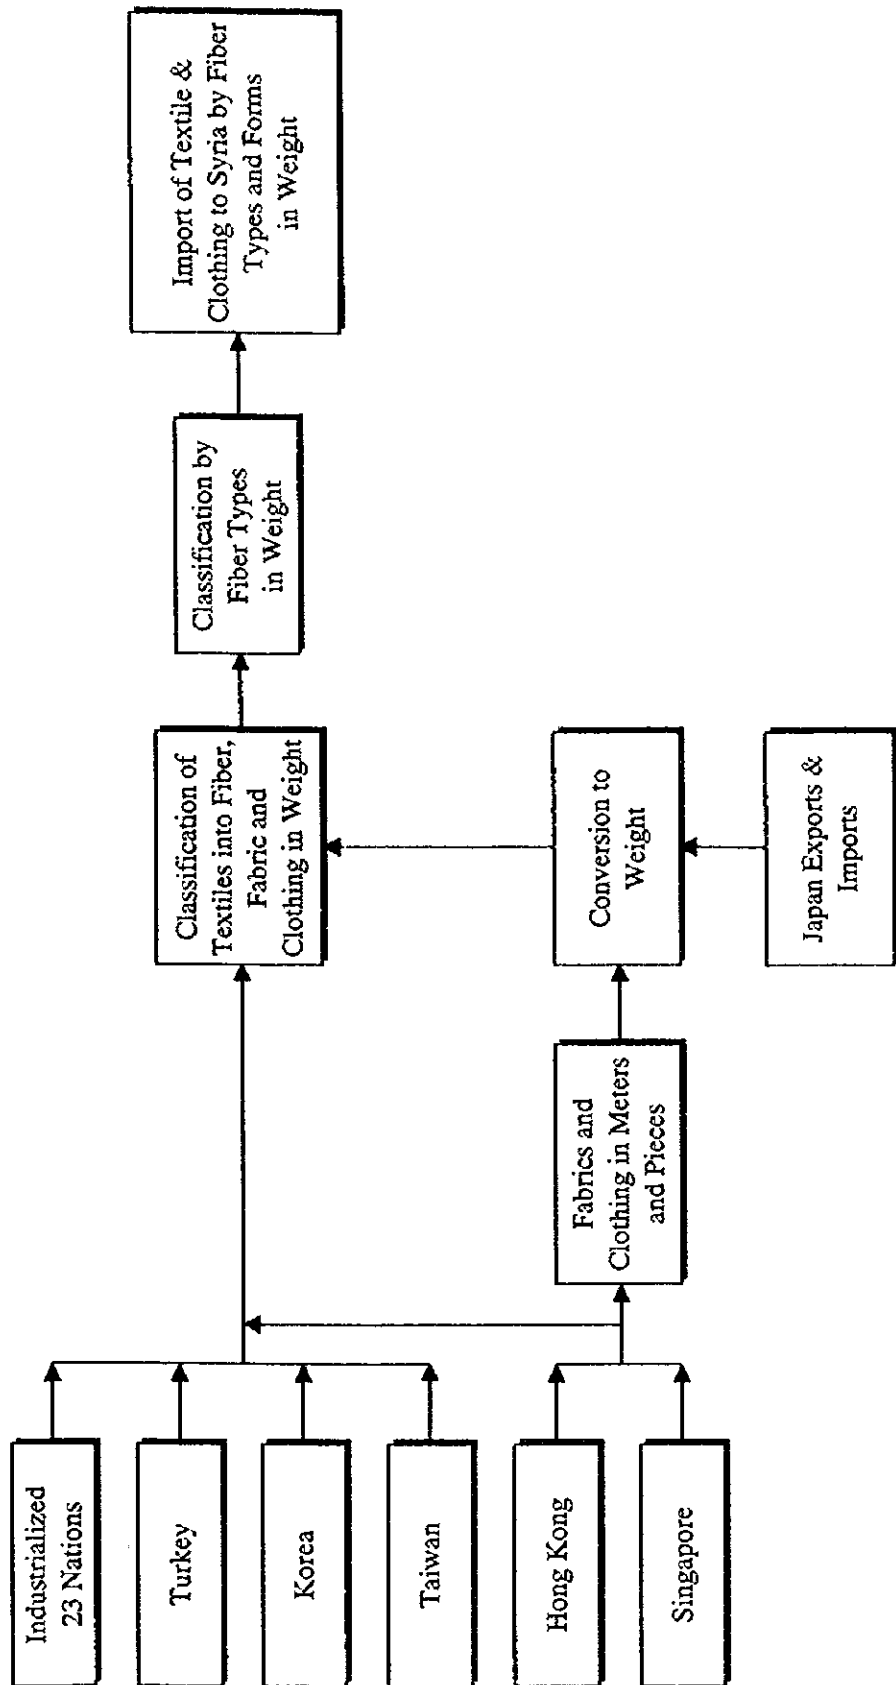 Industrialized
23 Nations
Turkey
Korea
Taiwan
Hong Kong
Singapore
Fabrics and
Clothing in Meters
and Pieces
Classification of
Textiles into Fiber,
Fabric and
Clothing in Weight
Conversion to
Weight
Japan Exports &
Imports
Classification by
Fiber Types
in Weight
Import of Textile &
Clothing to Syria by Fiber
Types and Forms
in Weight